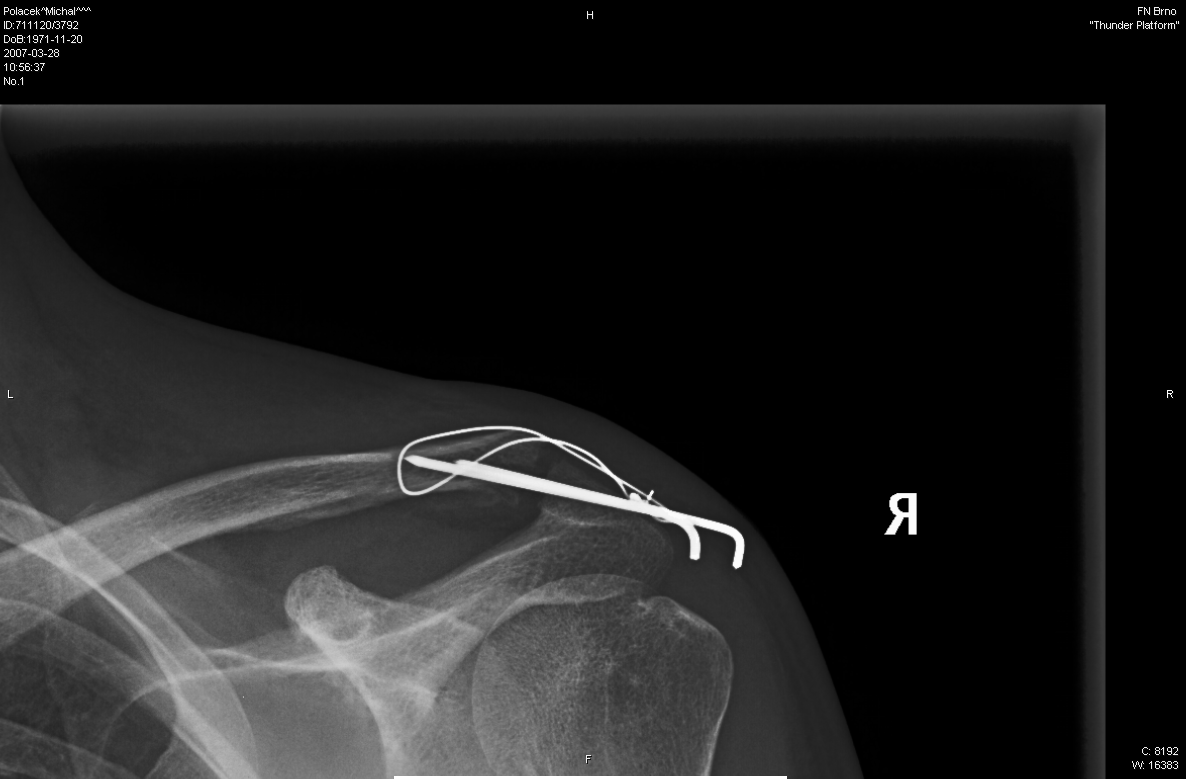 Polacek^Michal^^^
ID:711120/3792
DoB:1971-11-20
2007-03-28
10:56:37
No.1
H
FN Brno
"Thunder Platform"
L
R
R
F
C: 8192
W: 16383